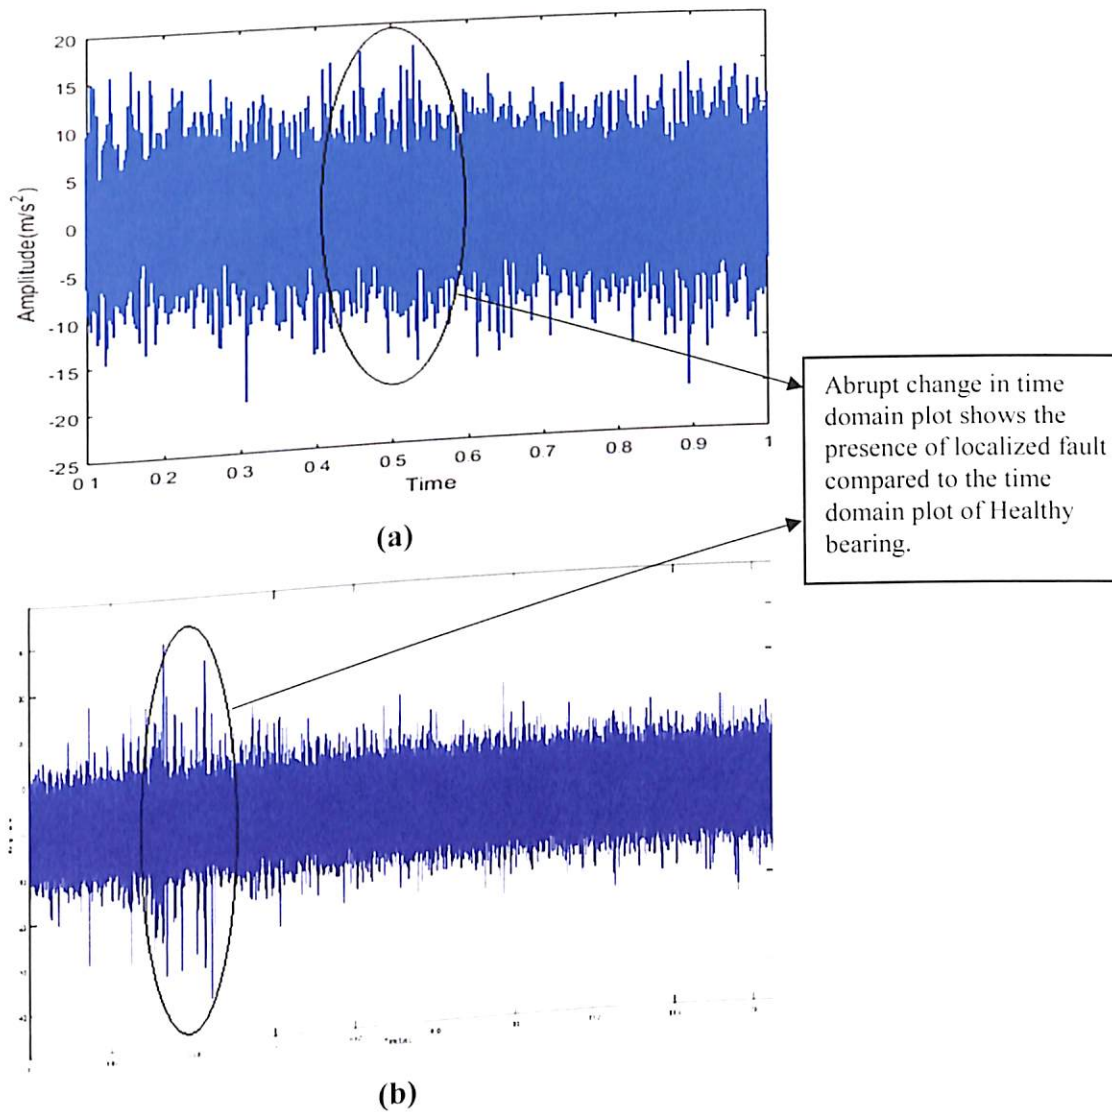 20
15
10
5
0
-5
-10
-15
-20
-25
Amplitude(m/s²)
0 1
0 2
0 3
0 4
0.5
0.6
0.7
0.8
0.9
1
Time
(a)
Abrupt change in time
domain plot shows the
presence of localized fault
compared to the time
domain plot of Healthy
bearing.
(b)